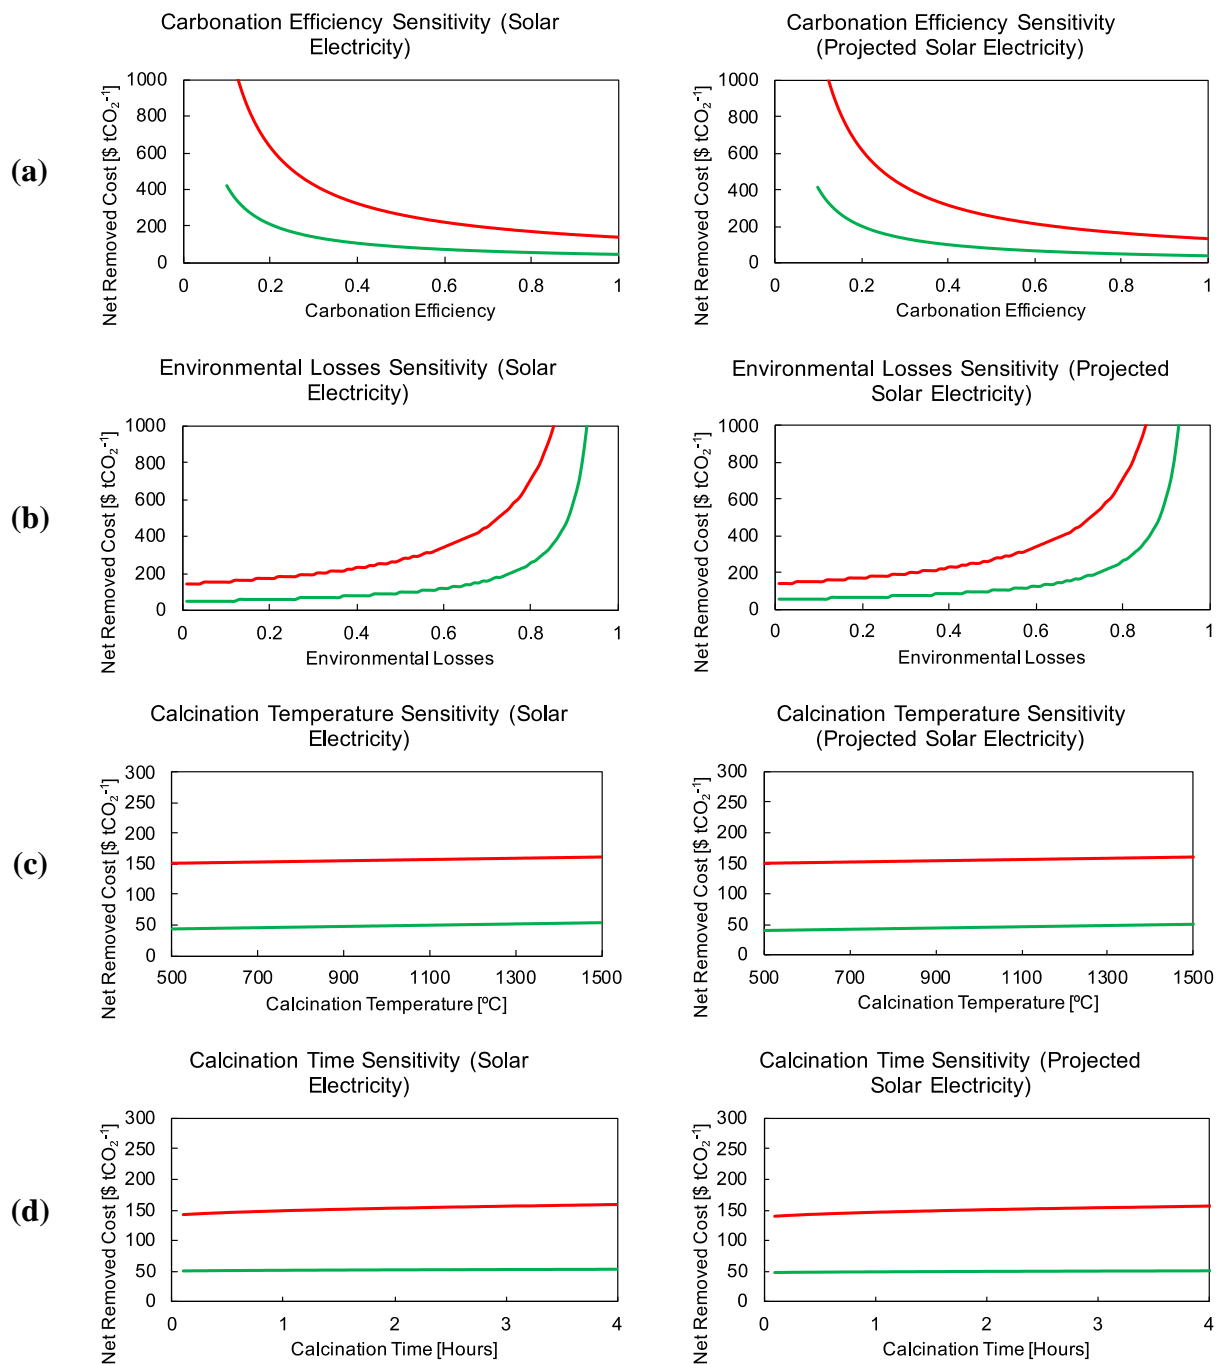 Carbonation Efficiency Sensitivity (Solar
Electricity)
Carbonation Efficiency Sensitivity
(Projected Solar Electricity)
(a)
Net Removed Cost [$ tCO₂⁻¹]
1000
800
600
400
200
0
0 0.2 0.4 0.6 0.8 1
Carbonation Efficiency
Net Removed Cost [$ tCO₂⁻¹]
1000
800
600
400
200
0
0 0.2 0.4 0.6 0.8 1
Carbonation Efficiency
Environmental Losses Sensitivity (Solar
Electricity)
Environmental Losses Sensitivity (Projected
Solar Electricity)
(b)
Net Removed Cost [$ tCO₂⁻¹]
1000
800
600
400
200
0
0 0.2 0.4 0.6 0.8 1
Environmental Losses
Net Removed Cost [$ tCO₂⁻¹]
1000
800
600
400
200
0
0 0.2 0.4 0.6 0.8 1
Environmental Losses
Calcination Temperature Sensitivity (Solar
Electricity)
Calcination Temperature Sensitivity
(Projected Solar Electricity)
(c)
Net Removed Cost [$ tCO₂⁻¹]
300
250
200
150
100
50
0
500 700 900 1100 1300 1500
Calcination Temperature [ºC]
Net Removed Cost [$ tCO₂⁻¹]
300
250
200
150
100
50
0
500 700 900 1100 1300 1500
Calcination Temperature [ºC]
Calcination Time Sensitivity (Solar
Electricity)
Calcination Time Sensitivity (Projected
Solar Electricity)
(d)
Net Removed Cost [$ tCO₂⁻¹]
300
250
200
150
100
50
0
0 1 2 3 4
Calcination Time [Hours]
Net Removed Cost [$ tCO₂⁻¹]
300
250
200
150
100
50
0
0 1 2 3 4
Calcination Time [Hours]